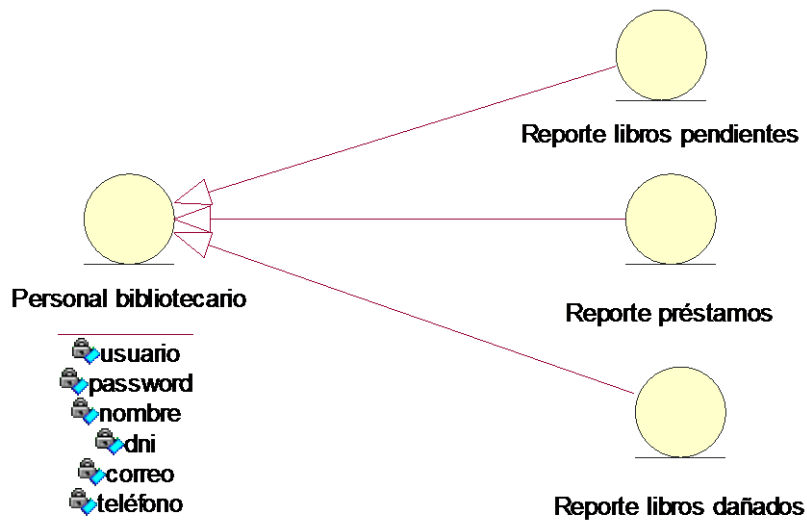 Reporte libros pendientes
Personal bibliotecario
usuario
password
nombre
dni
correo
teléfono
Reporte préstamos
Reporte libros dañados